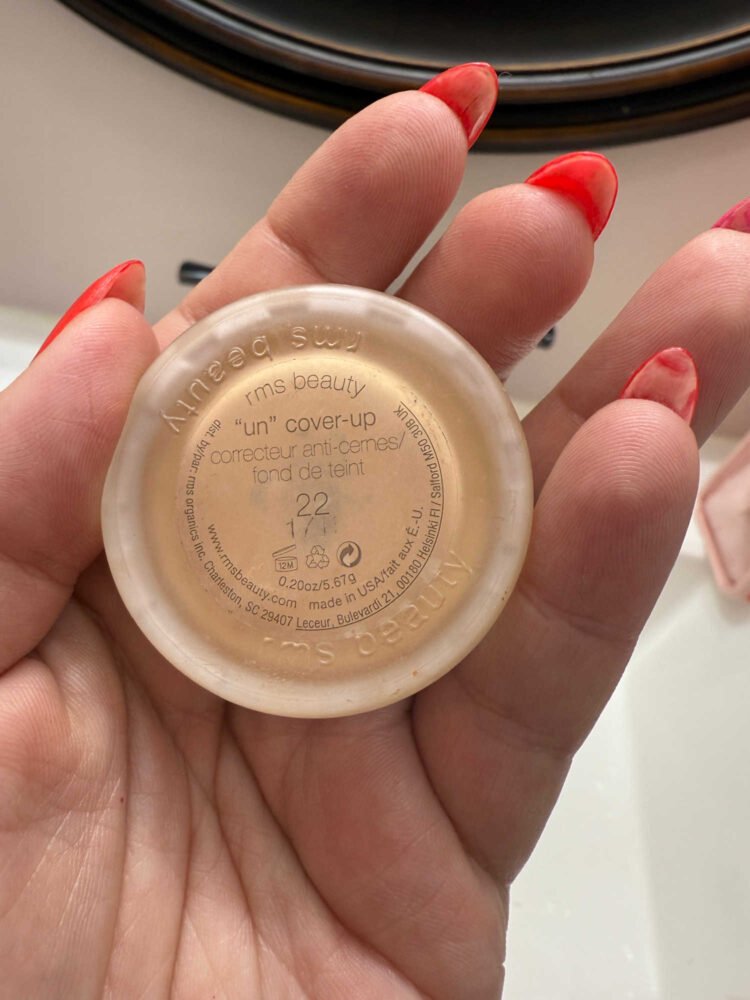 rms beauty
rms beauty
"un" cover-up
correcteur anti-cernes/
fond de teint
22
12M
0.20oz/5.67g
www.rmsbeauty.com made in USA/fait aux É.-U.
dist. by/par: rms organics inc. Charleston, SC 29407 Leceur, Bulevardi 21, 00180 Helsinki FI / Salford M50 3UB UK
rms beauty